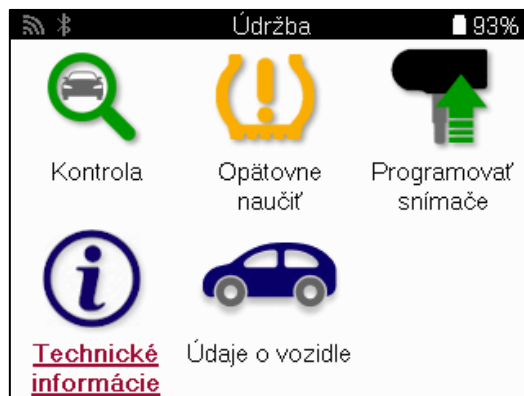 Údržba 93%
Kontrola
Opätovne
naučiť
Programovať
snímače
Technické
informácie
Údaje o vozidle